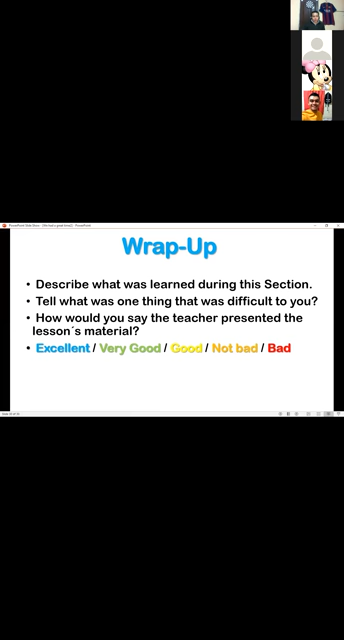 Wrap-Up
• Describe what was learned during this Section.
• Tell what was one thing that was difficult to you?
• How would you say the teacher presented the
lesson´s material?
• Excellent / Very Good / Good / Not bad / Bad